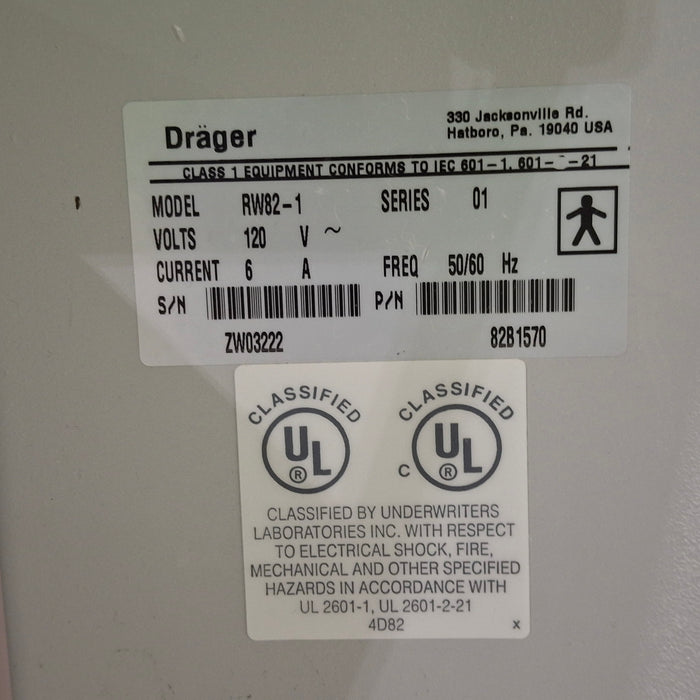 Dräger
330 Jacksonville Rd.
Hatboro, Pa. 19040 USA
CLASS 1 EQUIPMENT CONFORMS TO IEC 601-1, 601- -21
MODEL RW82-1 SERIES 01
VOLTS 120 V ~
CURRENT 6 A FREQ 50/60 Hz
S/N P/N
ZW03222 82B1570
CLASSIFIED CLASSIFIED
UL ® C UL ®
CLASSIFIED BY UNDERWRITERS
LABORATORIES INC. WITH RESPECT
TO ELECTRICAL SHOCK, FIRE,
MECHANICAL AND OTHER SPECIFIED
HAZARDS IN ACCORDANCE WITH
UL 2601-1, UL 2601-2-21
4D82 x